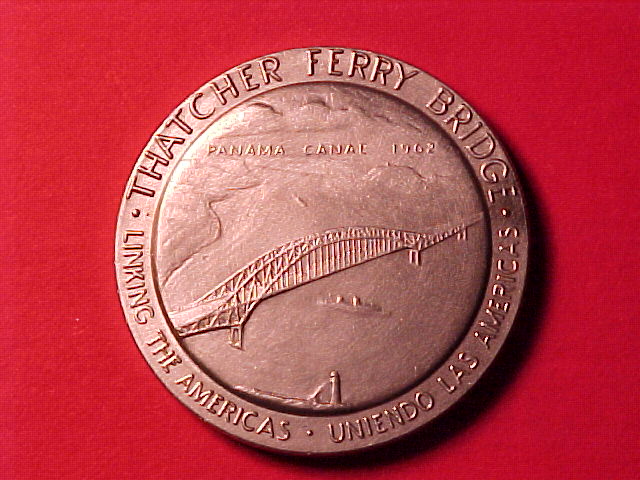 THATCHER FERRY BRIDGE
PANAMA CANAL 1962
· LINKING THE AMERICAS · UNIENDO LAS AMERICAS ·